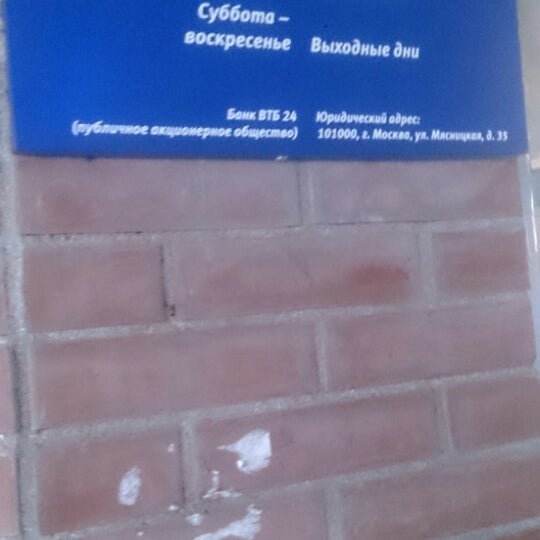 Суббота –
воскресенье Выходные дни
Банк ВТБ 24 Юридический адрес:
(публичное акционерное общество) 101000, г. Москва, ул. Мясницкая, д. 35